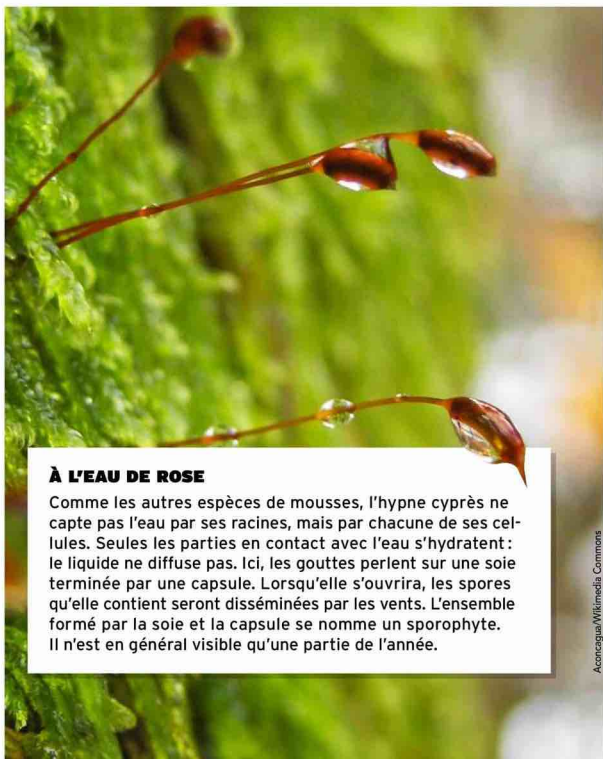 À L'EAU DE ROSE
Comme les autres espèces de mousses, l'hypne cyprès ne
capte pas l'eau par ses racines, mais par chacune de ses cel-
lules. Seules les parties en contact avec l'eau s'hydratent :
le liquide ne diffuse pas. Ici, les gouttes perlent sur une soie
terminée par une capsule. Lorsqu'elle s'ouvrira, les spores
qu'elle contient seront disséminées par les vents. L'ensemble
formé par la soie et la capsule se nomme un sporophyte.
Il n'est en général visible qu'une partie de l'année.
Aconcagua/Wikimedia Commons